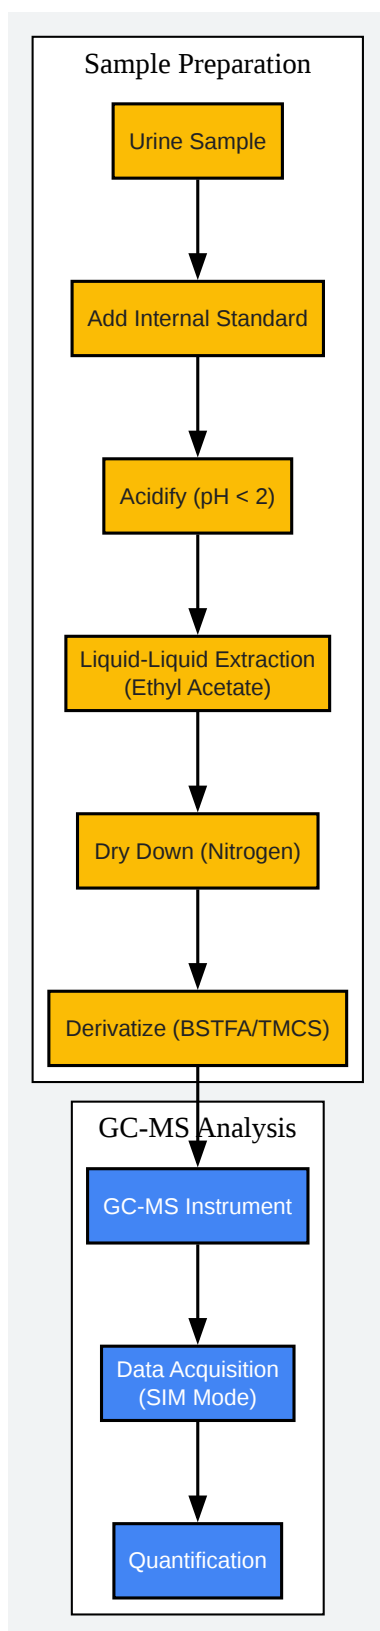 Sample Preparation
Urine Sample
Add Internal Standard
Acidify (pH < 2)
Liquid-Liquid Extraction
(Ethyl Acetate)
Dry Down (Nitrogen)
Derivatize (BSTFA/TMCS)
GC-MS Analysis
GC-MS Instrument
Data Acquisition
(SIM Mode)
Quantification